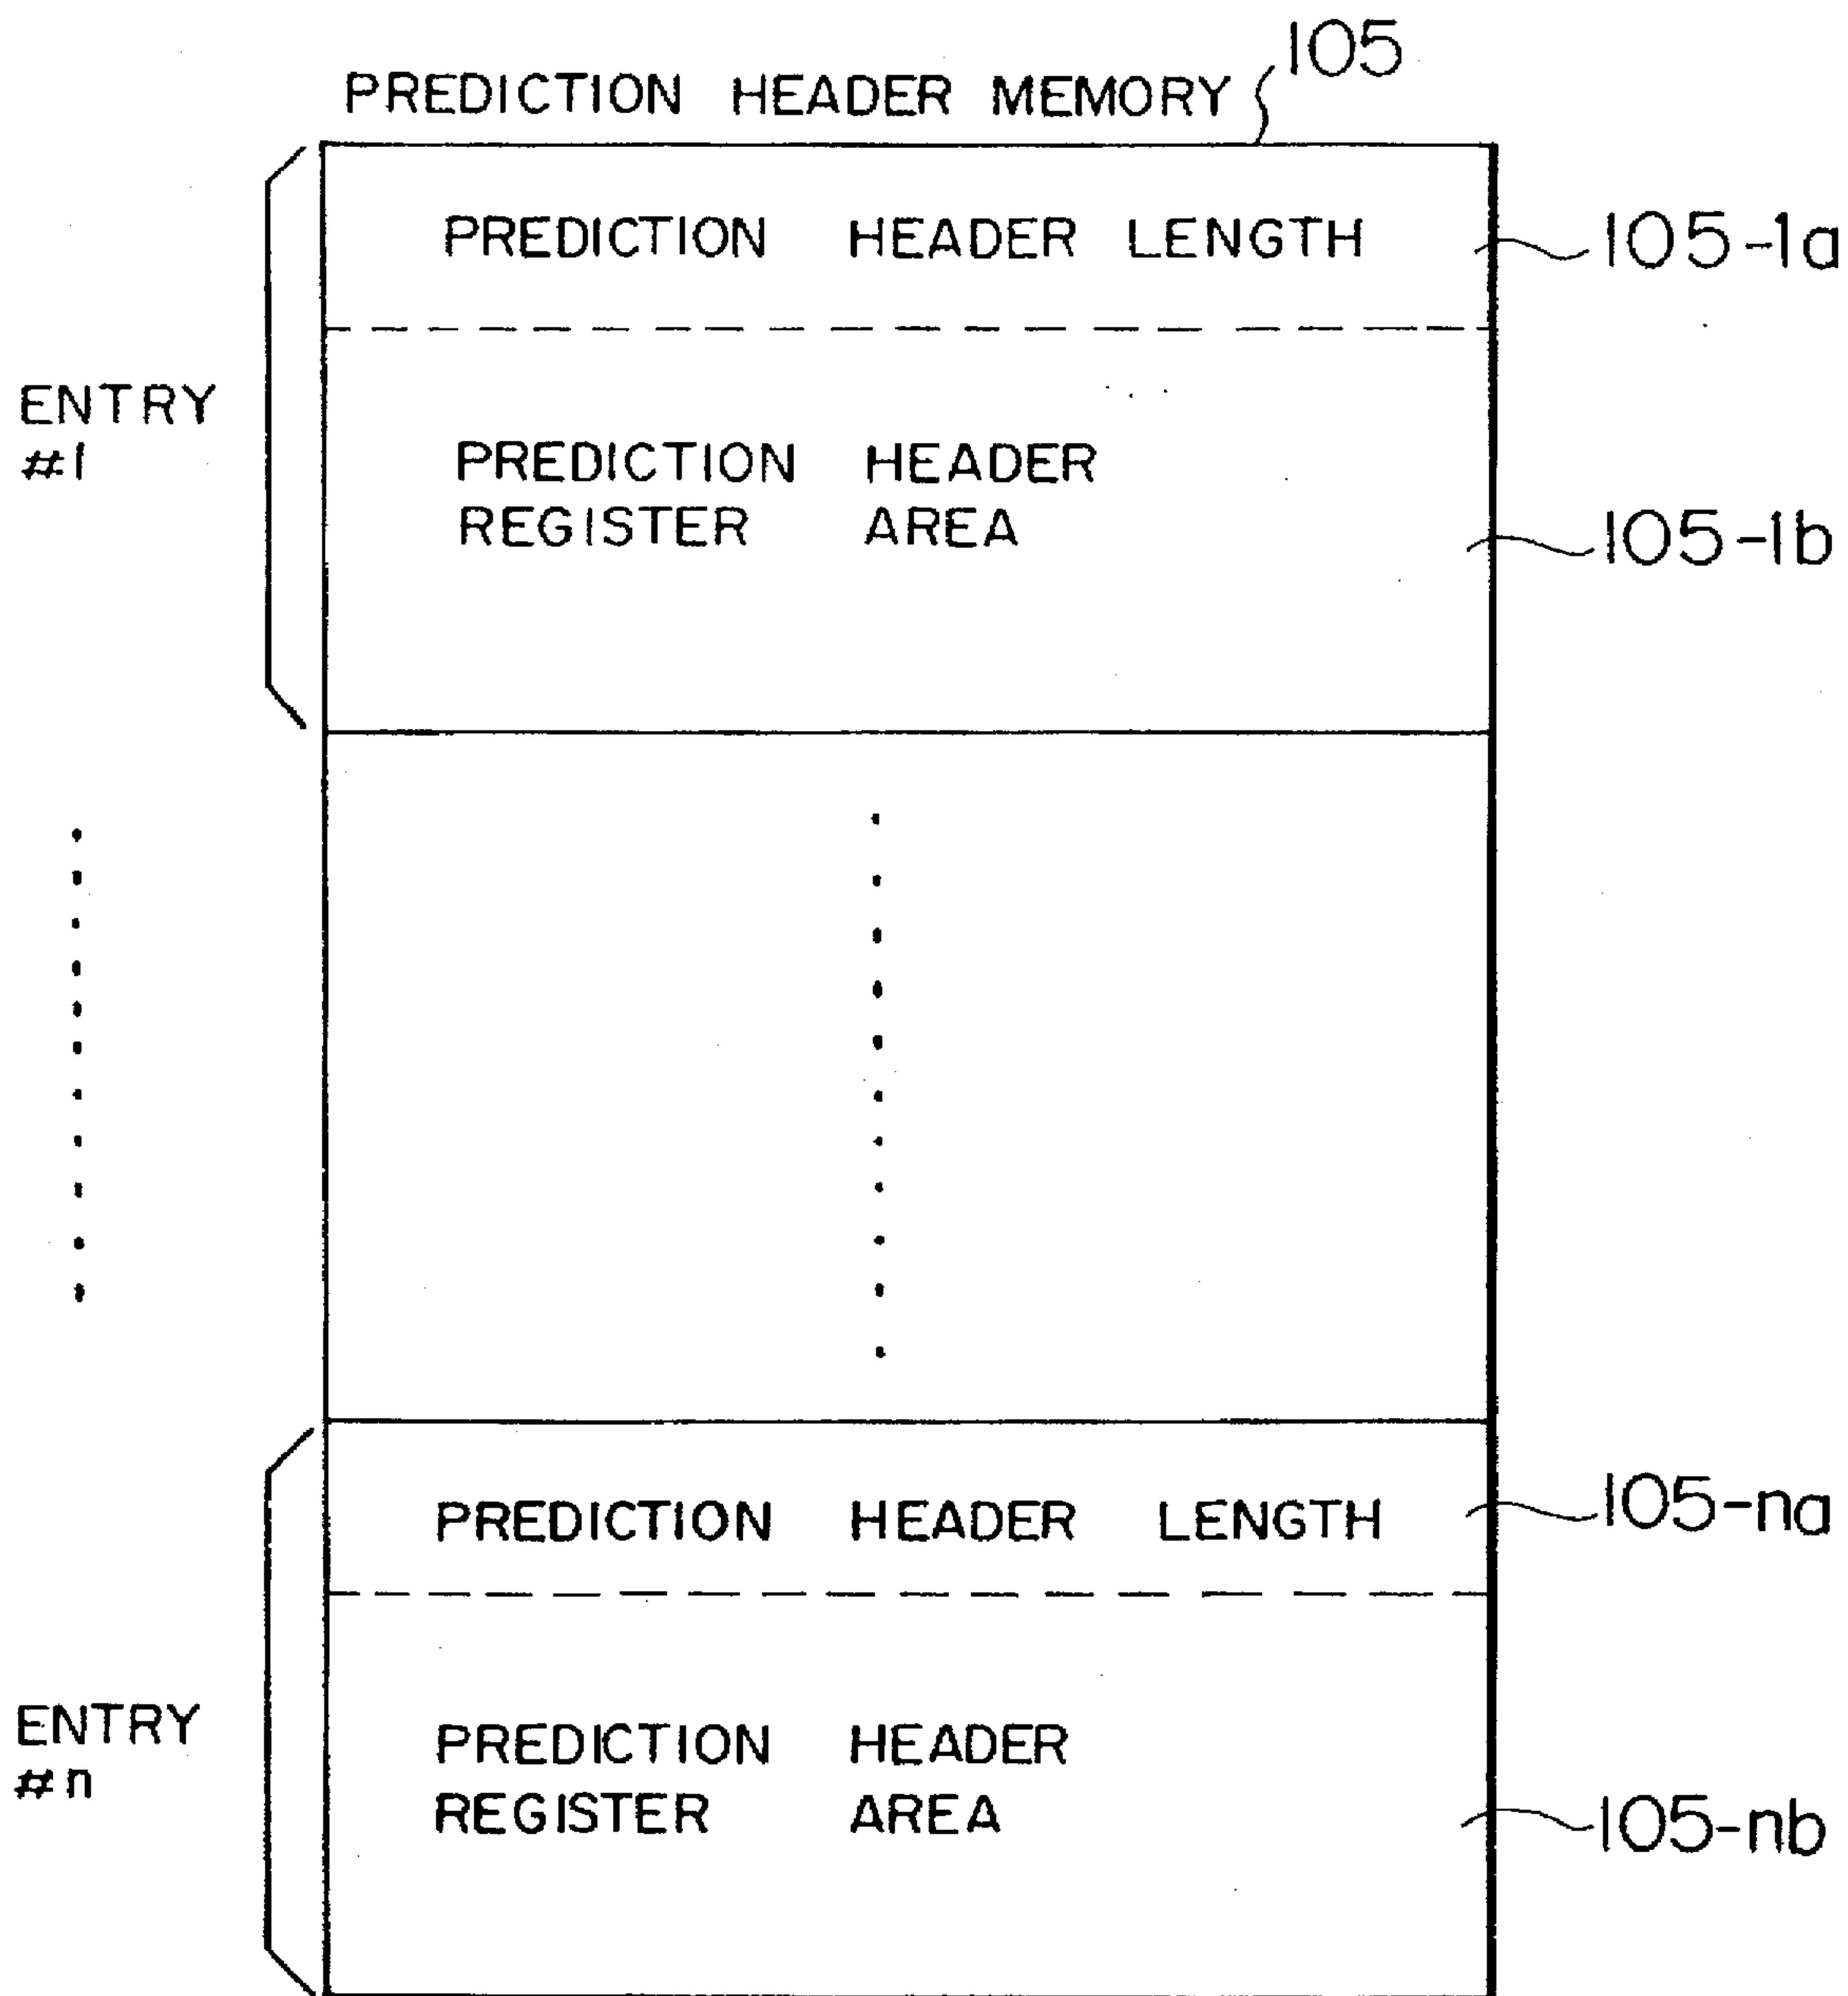 105
PREDICTION HEADER MEMORY
PREDICTION HEADER LENGTH
105-1a
ENTRY
#1
PREDICTION HEADER
REGISTER AREA
105-1b
PREDICTION HEADER LENGTH
105-na
ENTRY
#n
PREDICTION HEADER
REGISTER AREA
105-nb